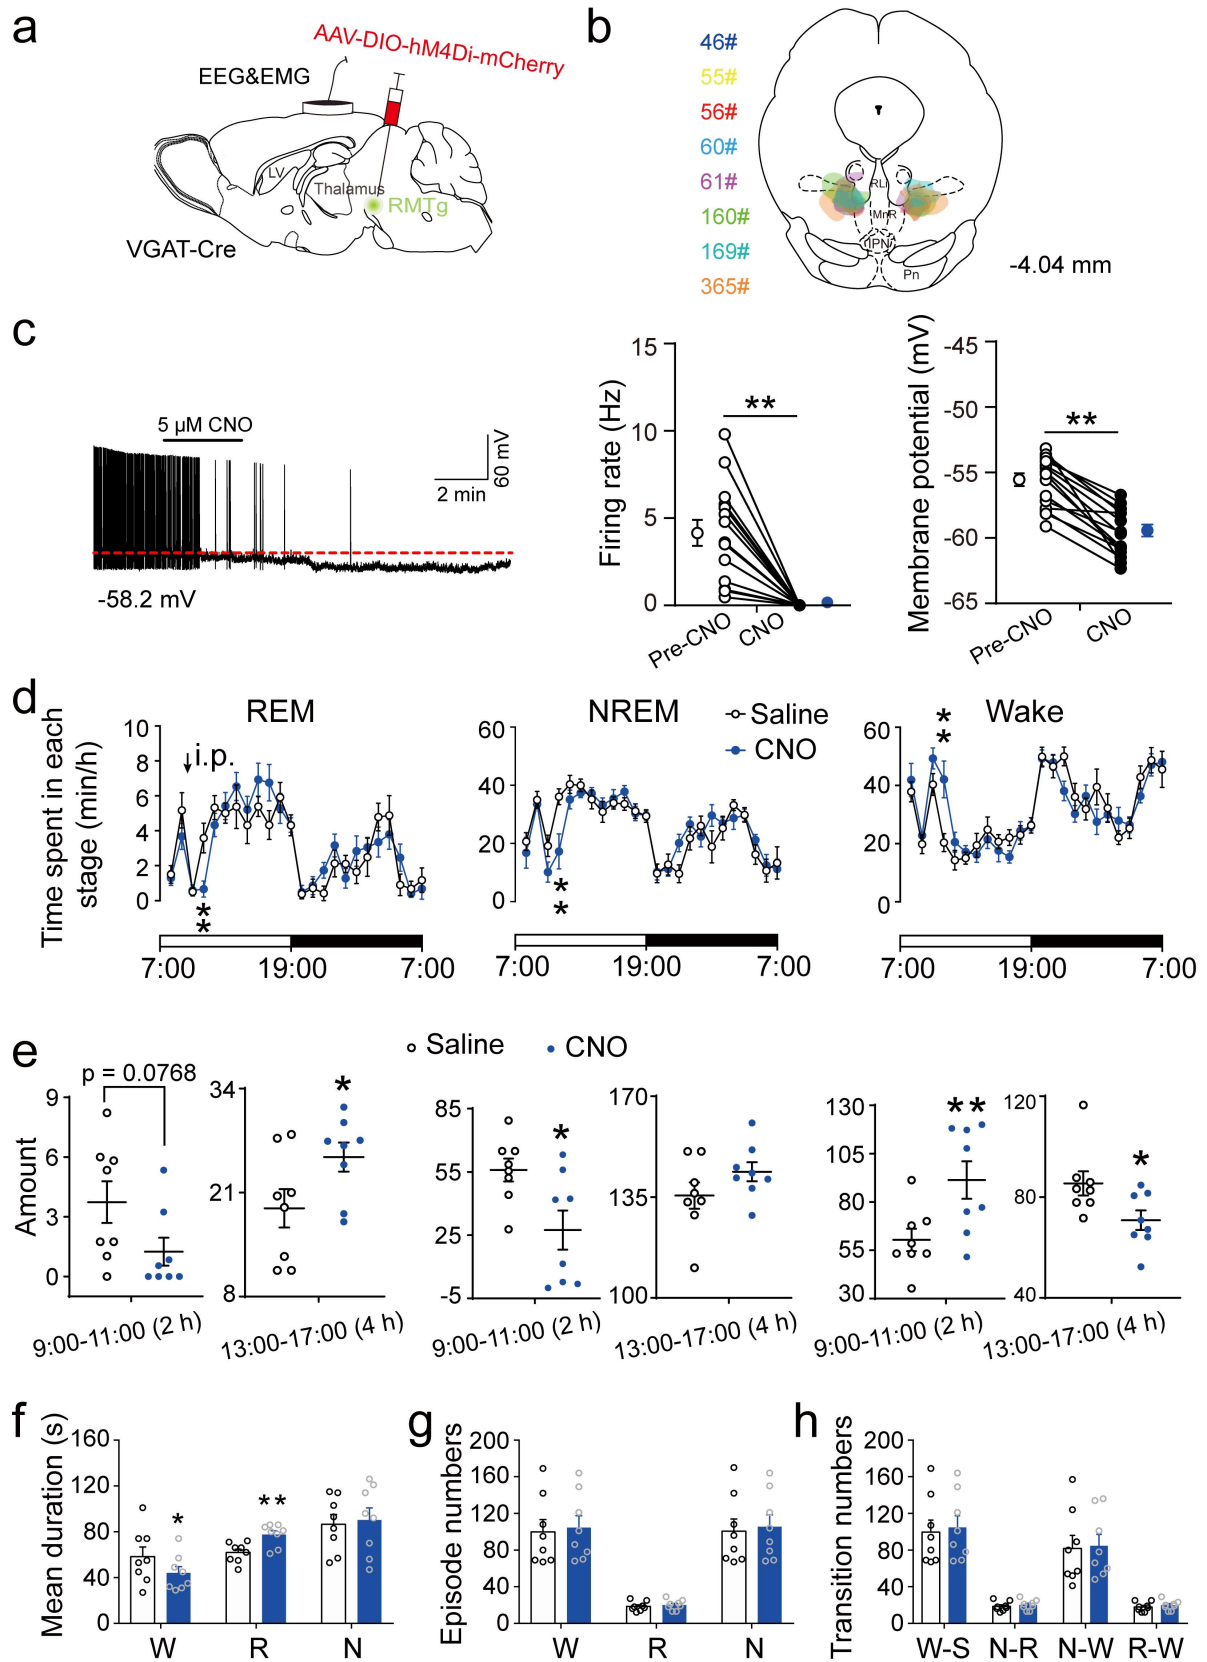 a
AAV-DIO-hM4Di-mCherry
EEG&EMG
LV
Thalamus
RMTg
VGAT-Cre
b
46#
55#
56#
60#
61#
160#
169#
365#
RLi
MnR
IPN
Pn
-4.04 mm
c
5 µM CNO
2 min
60 mV
-58.2 mV
Firing rate (Hz)
15
10
5
0
**
Pre-CNO
CNO
Membrane potential (mV)
-45
-50
-55
-60
-65
**
Pre-CNO
CNO
d
Time spent in each
stage (min/h)
REM
10
8
6
4
2
0
i.p.
**
7:00
19:00
7:00
NREM
60
40
20
0
**
7:00
19:00
7:00
Saline
CNO
Wake
60
40
20
0
**
7:00
19:00
7:00
e
Saline
CNO
Amount
p = 0.0768
9
6
3
0
9:00-11:00 (2 h)
34
21
8
*
13:00-17:00 (4 h)
85
55
25
-5
*
9:00-11:00 (2 h)
170
135
100
13:00-17:00 (4 h)
130
105
80
55
30
**
9:00-11:00 (2 h)
120
80
40
*
13:00-17:00 (4 h)
f
Mean duration (s)
160
120
80
40
0
*
**
W
R
N
g
Episode numbers
200
160
120
80
40
0
W
R
N
h
Transition numbers
200
160
120
80
40
0
W-S
N-R
N-W
R-W